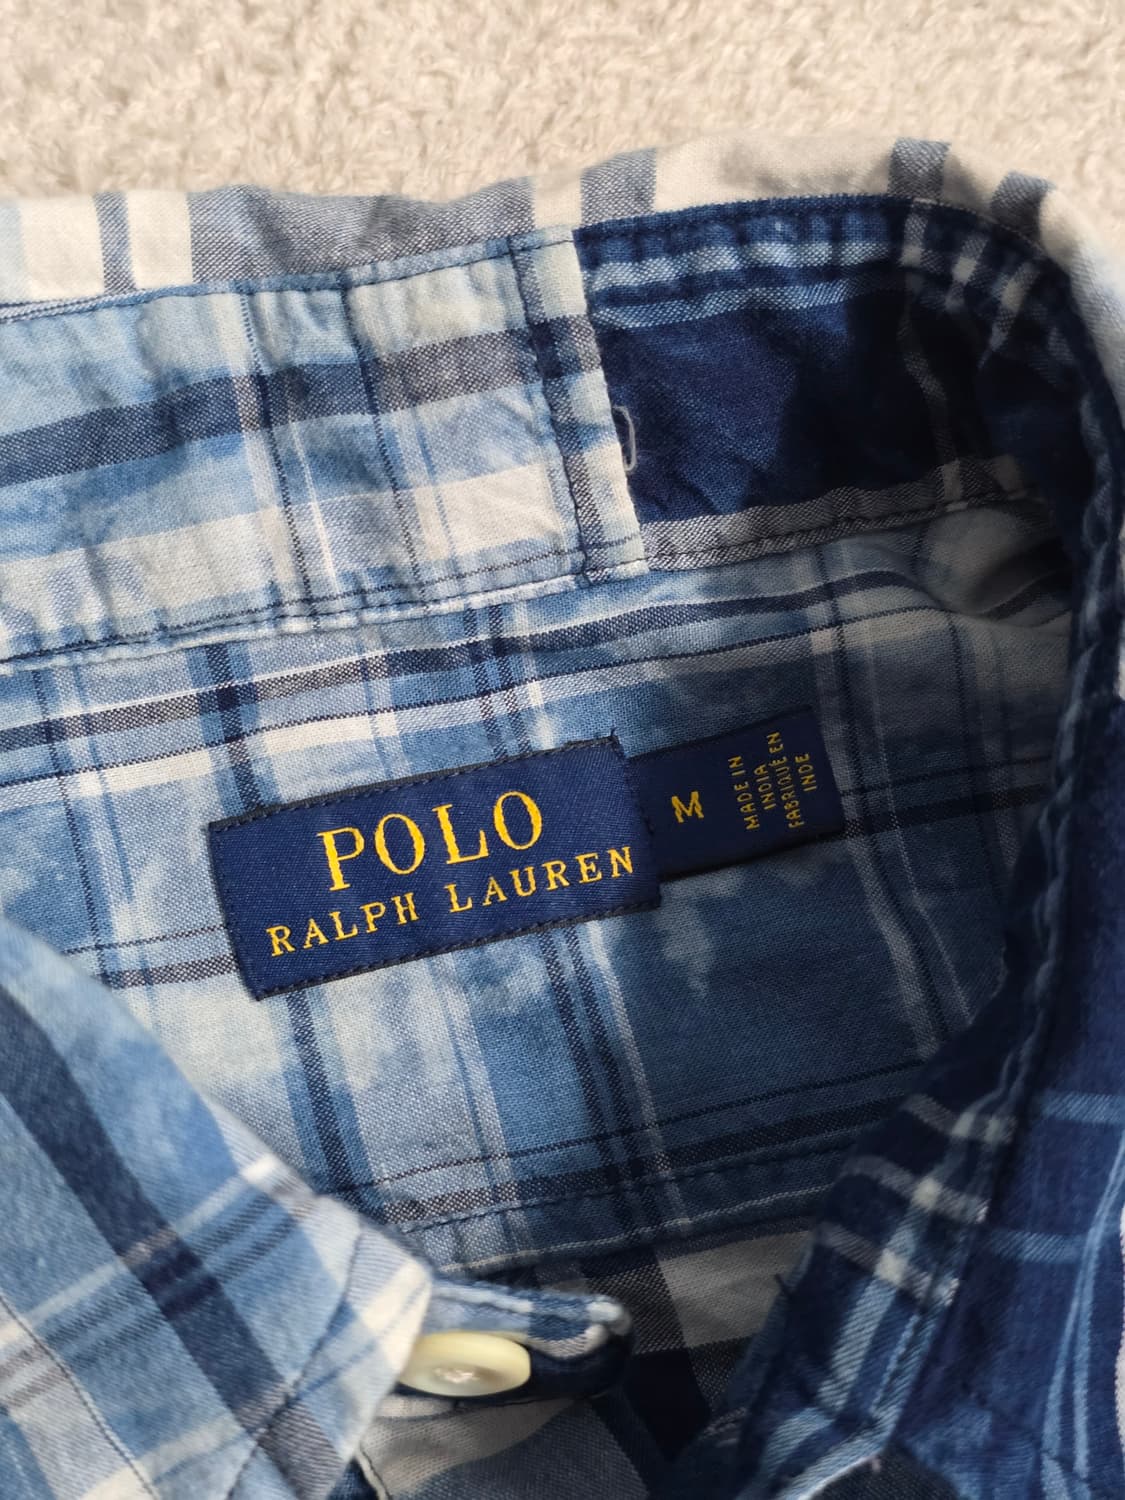 POLO
RALPH LAUREN
M
MADE IN
INDIA
FABRIQUÉ EN
INDE